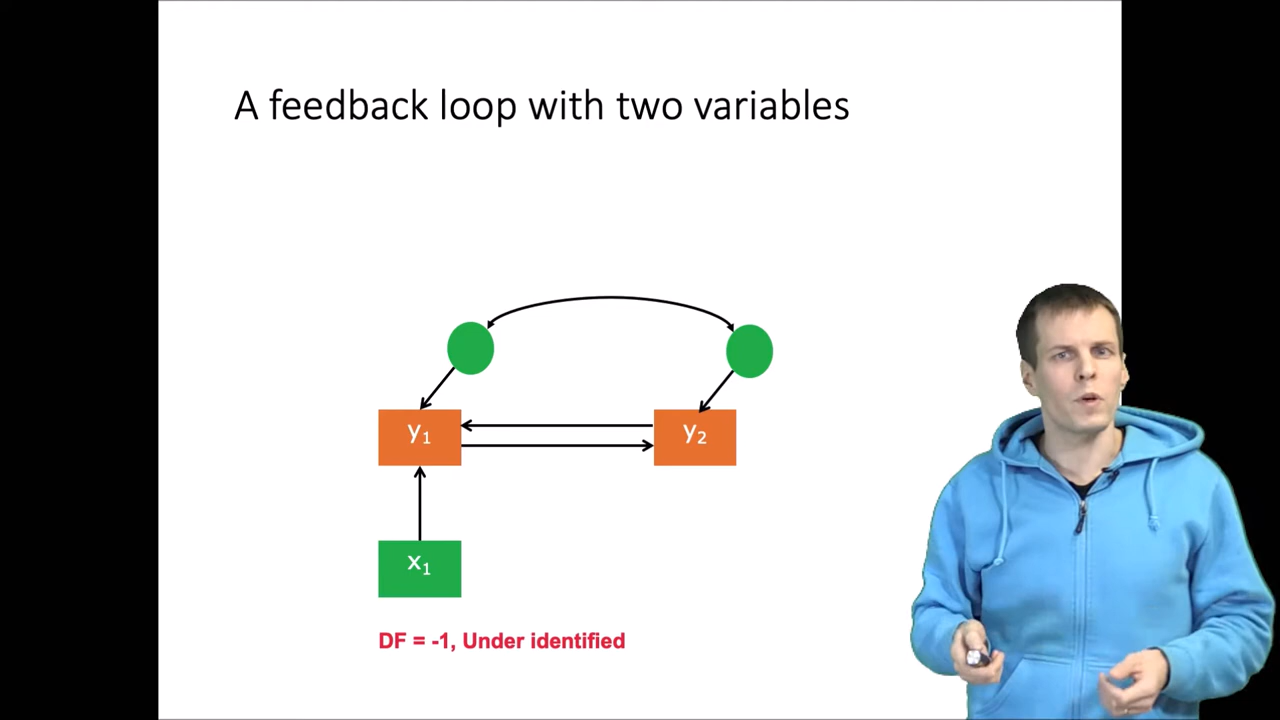 A feedback loop with two variables
y₁
y₂
x₁
DF = -1, Under identified